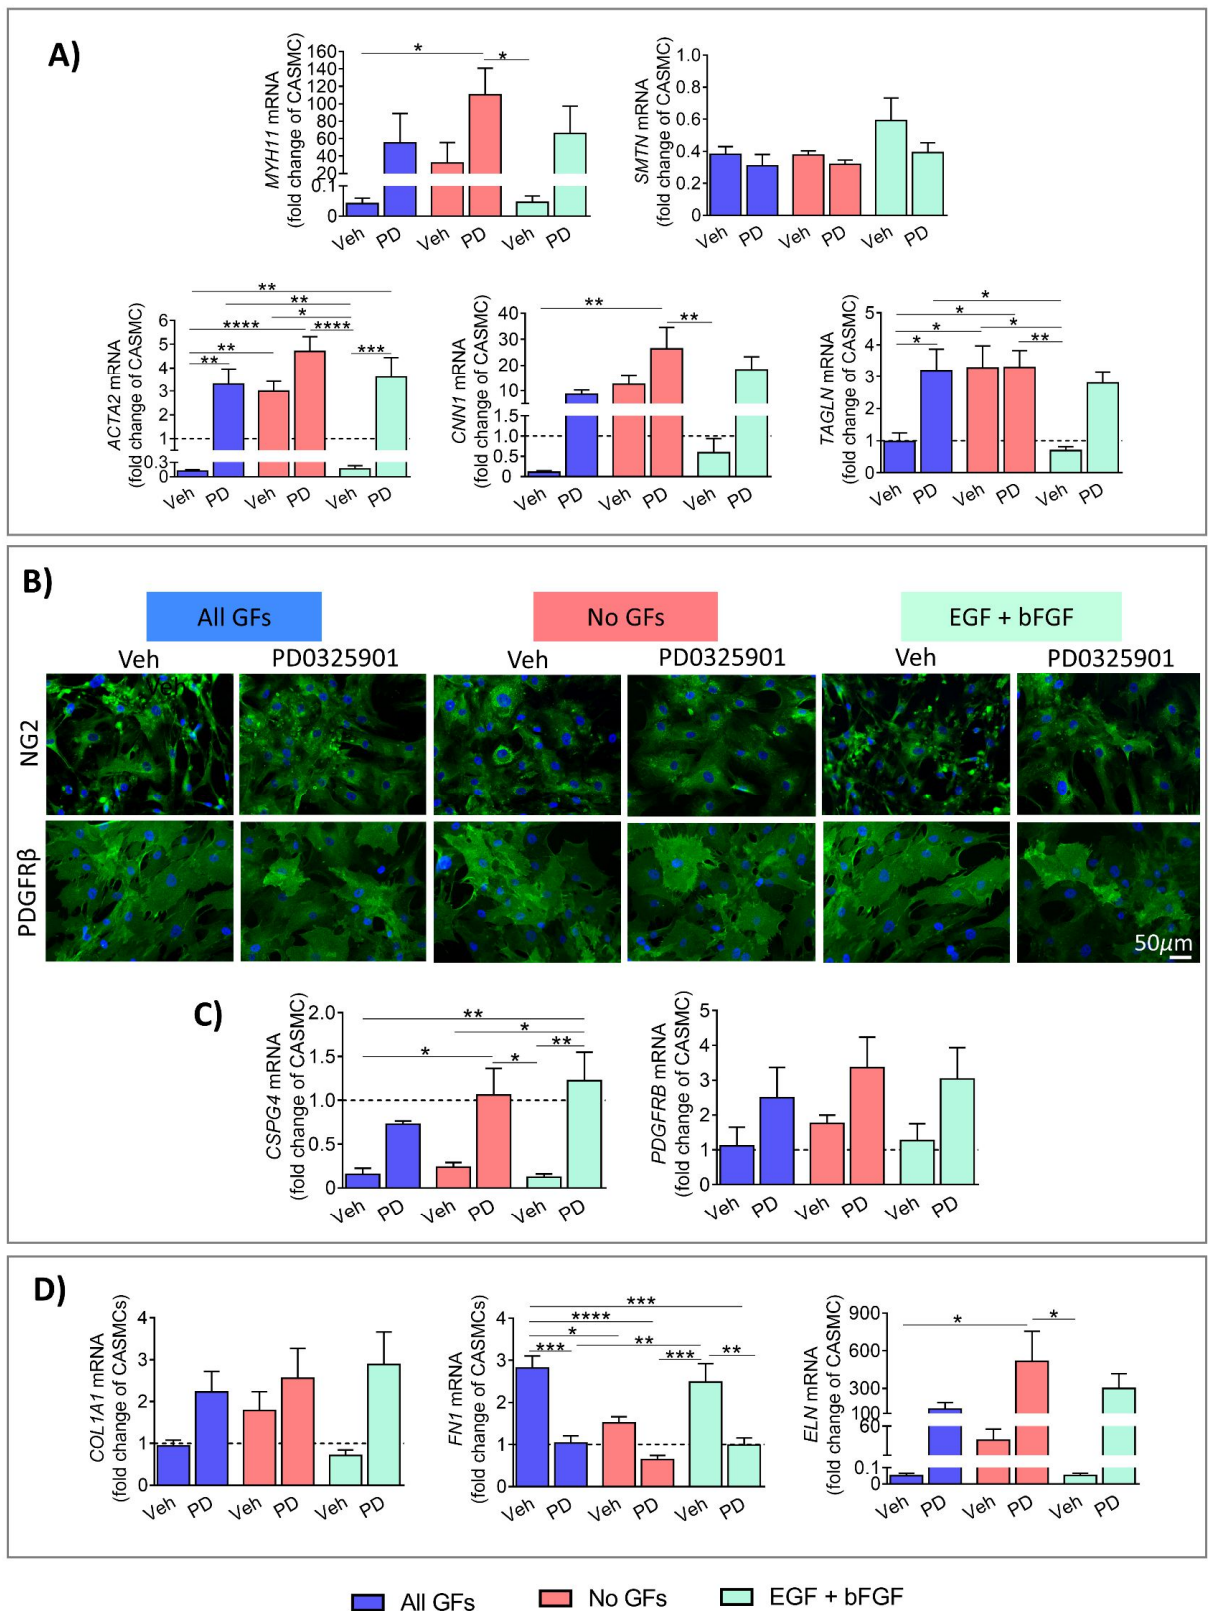 A)
MYH11 mRNA
(fold change of CASMC)
160
140
120
100
80
60
40
20
0.1
0
*
*
Veh PD Veh PD Veh PD
SMTN mRNA
(fold change of CASMC)
1.0
0.8
0.6
0.4
0.2
0
Veh PD Veh PD Veh PD
ACTA2 mRNA
(fold change of CASMC)
6
5
4
3
2
1
0.3
0
**
**
*
**** ****
** ***
**
Veh PD Veh PD Veh PD
CNN1 mRNA
(fold change of CASMC)
40
30
20
10
1.5
1.0
0.5
0
**
**
Veh PD Veh PD Veh PD
TAGLN mRNA
(fold change of CASMC)
5
4
3
2
1
0
*
*
* *
* **
Veh PD Veh PD Veh PD
B)
All GFs No GFs EGF + bFGF
Veh PD0325901 Veh PD0325901 Veh PD0325901
Veh
NG2
PDGFRβ
50µm
C)
CSPG4 mRNA
(fold change of CASMC)
2.0
1.5
1.0
0.5
0
**
*
**
* *
Veh PD Veh PD Veh PD
PDGFRB mRNA
(fold change of CASMC)
5
4
3
2
1
0
Veh PD Veh PD Veh PD
D)
COL1A1 mRNA
(fold change of CASMCs)
4
3
2
1
0
Veh PD Veh PD Veh PD
FN1 mRNA
(fold change of CASMCs)
4
3
2
1
0
***
****
*
*** **
*** **
Veh PD Veh PD Veh PD
ELN mRNA
(fold change of CASMC)
900
600
300
100
60
0.1
0
*
*
Veh PD Veh PD Veh PD
All GFs No GFs EGF + bFGF